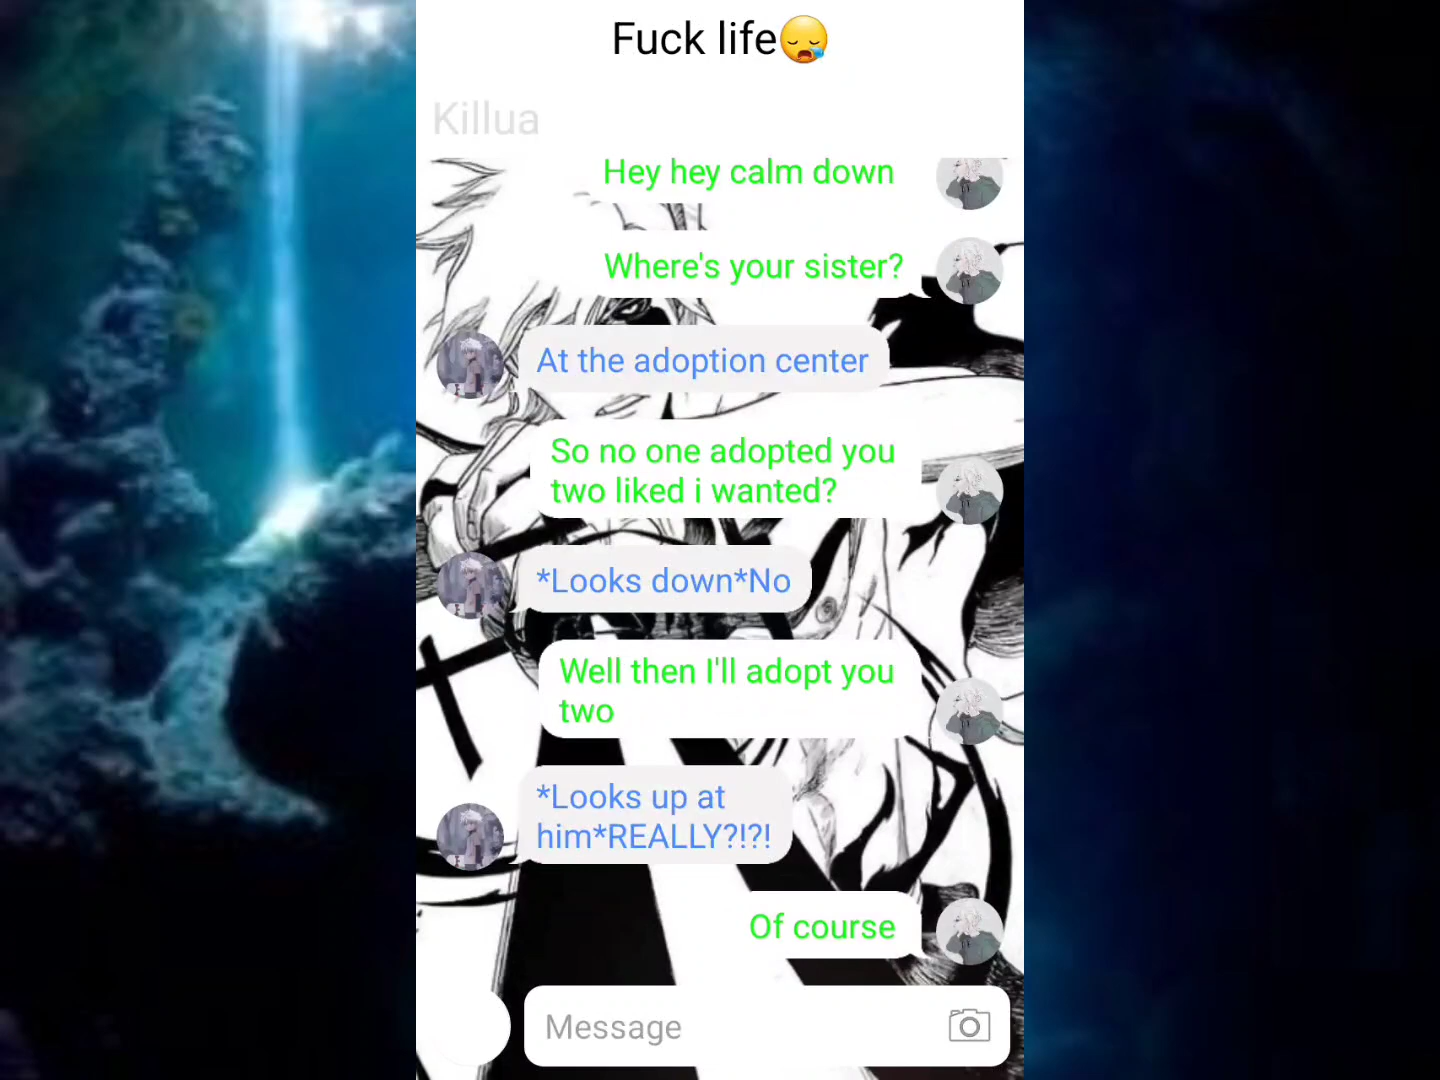 Fuck life😪
Killua
Hey hey calm down
Where's your sister?
At the adoption center
So no one adopted you
two liked i wanted?
*Looks down*No
Well then I'll adopt you
two
*Looks up at
him*REALLY?!?!
Of course
Message